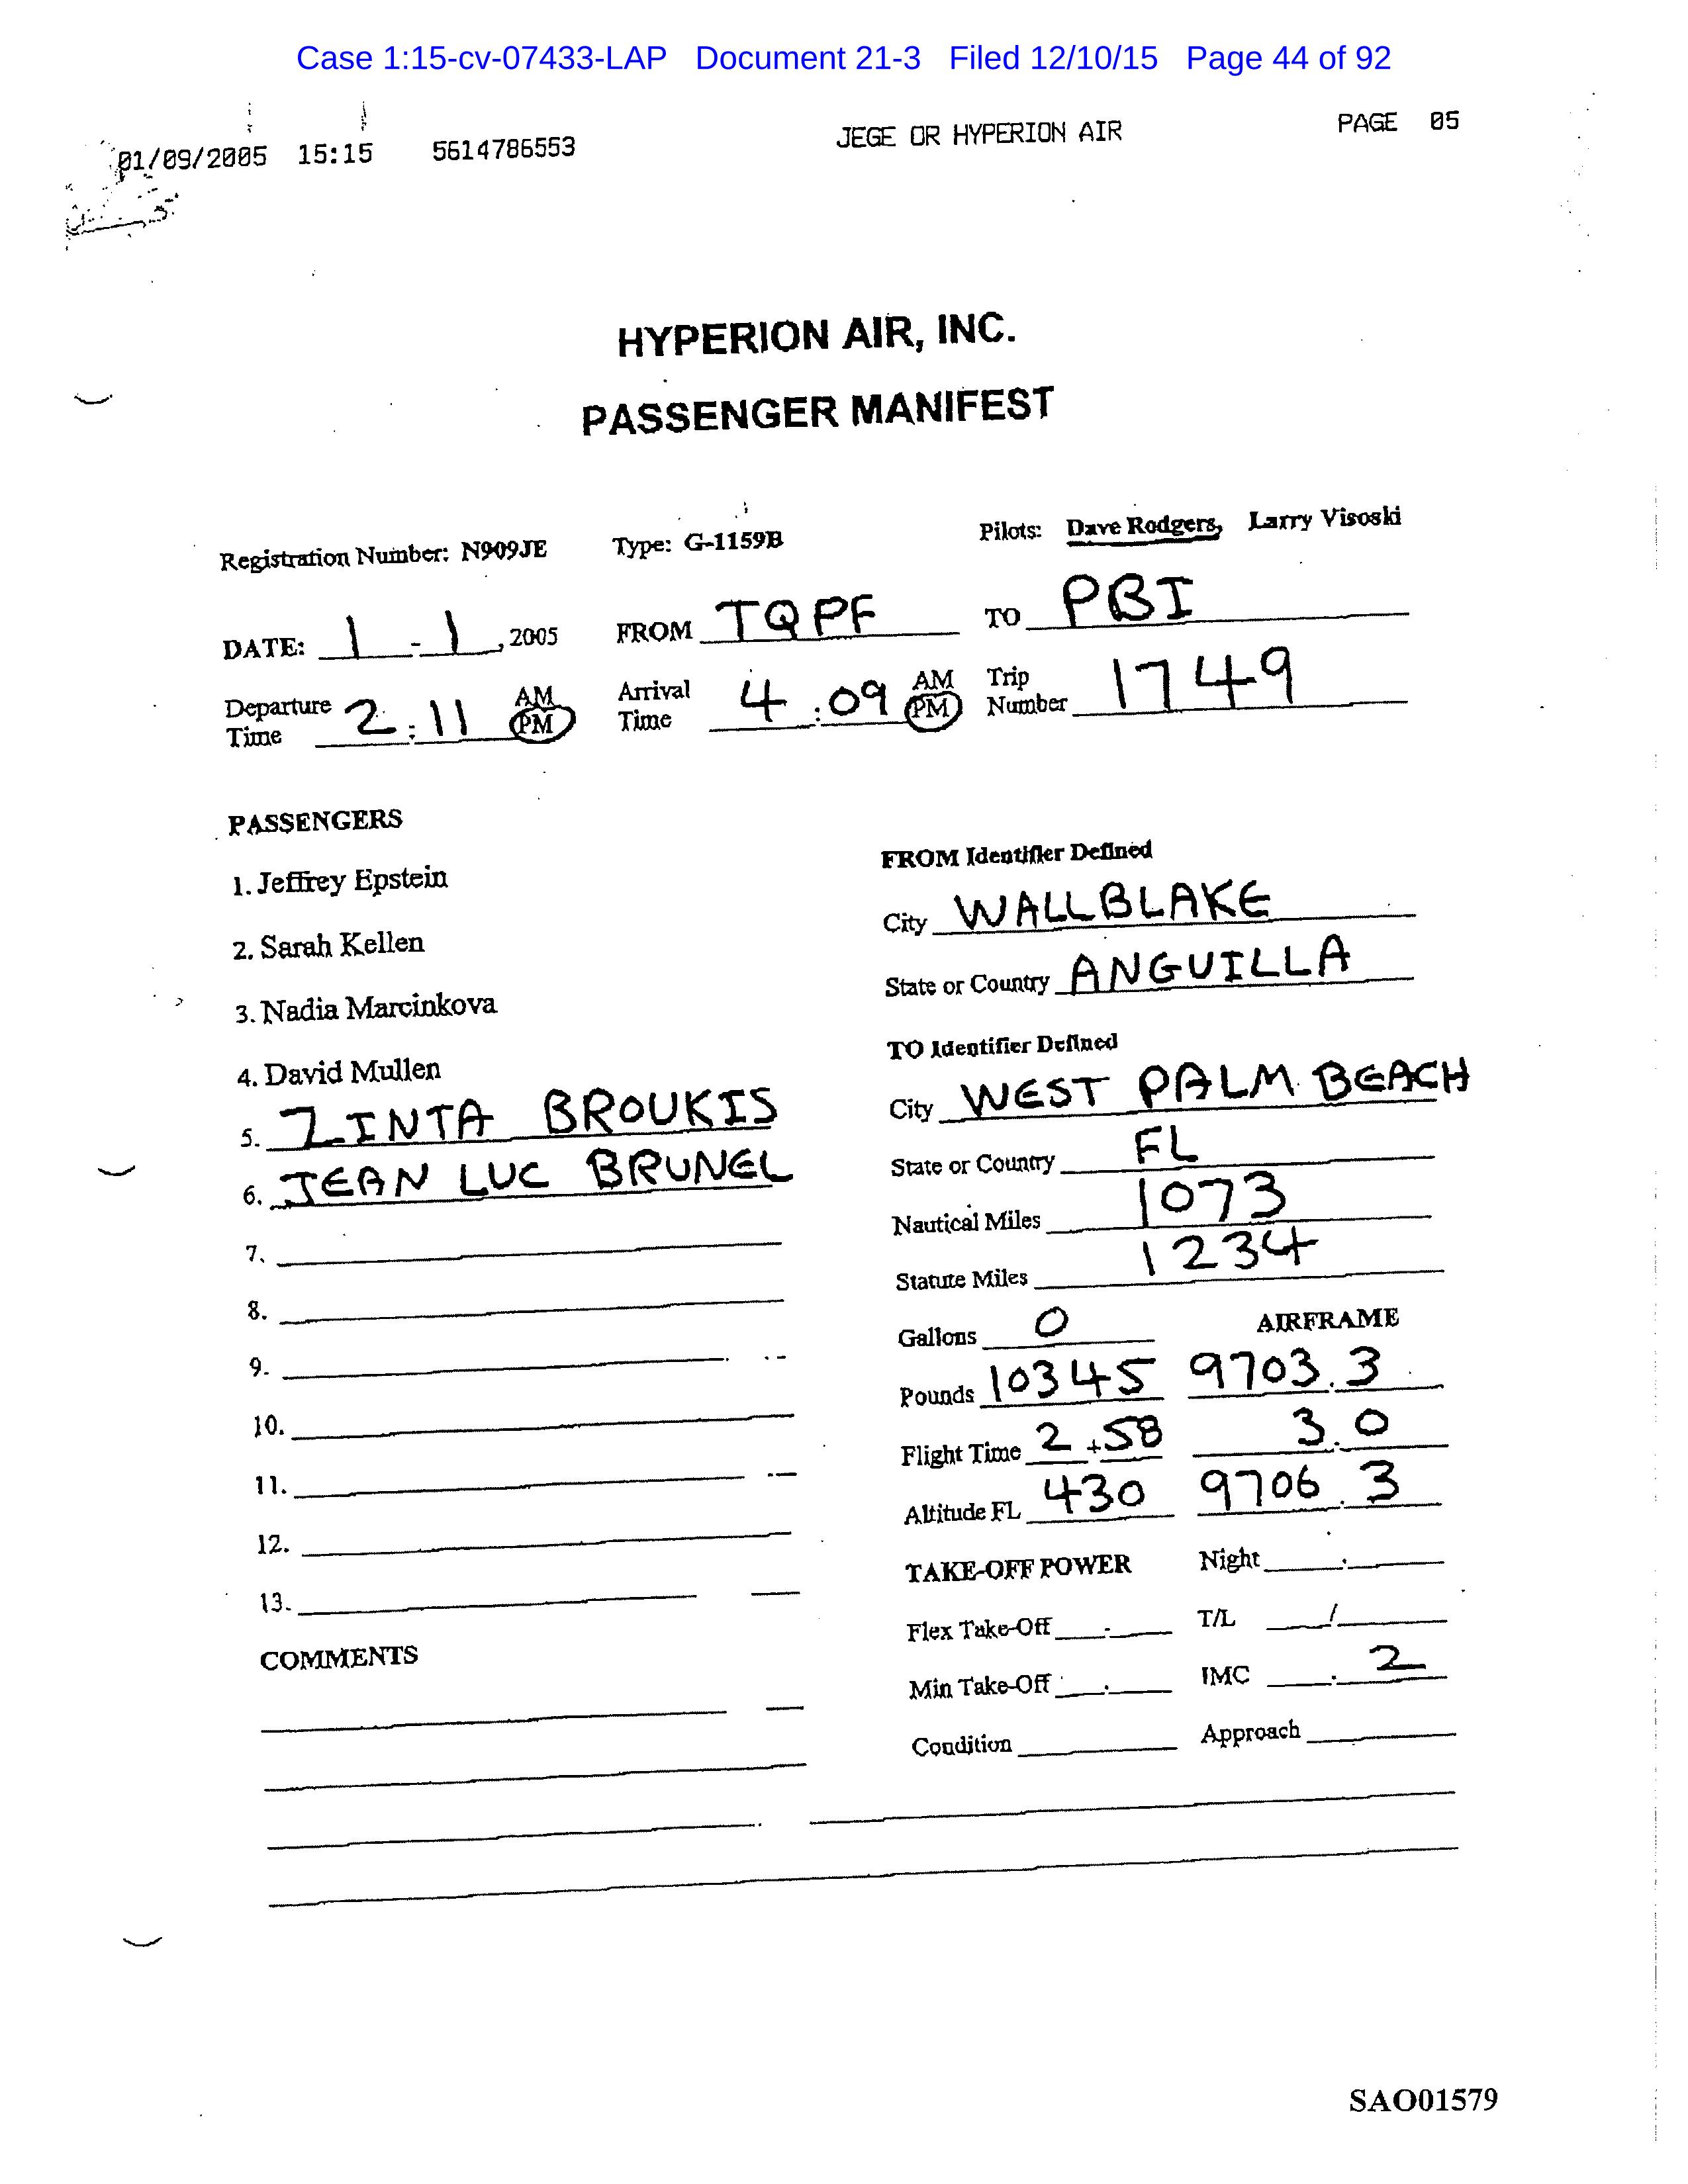 Case 1:15-cv-07433-LAP Document 21-3 Filed 12/10/15 Page 44 of 92
01/09/2005 15:15 5614786553 JEGE OR HYPERION AIR PAGE 05
HYPERION AIR, INC.
PASSENGER MANIFEST
Registration Number: N909JE Type: G-1159B Pilots: Dave Rodgers, Larry Visoski
DATE: 1 - 1, 2005 FROM TQPF TO PBI
Departure Time 2:11 AM PM Arrival Time 4:09 AM PM Trip Number 1749
PASSENGERS
1. Jeffrey Epstein
2. Sarah Kellen
3. Nadia Marcinkova
4. David Mullen
5. ZINTA BROUKIS
6. JEAN LUC BRUNEL
7.
8.
9.
10.
11.
12.
13.
COMMENTS
FROM Identifier Defined
City WALLBLAKE
State or Country ANGUILLA
TO Identifier Defined
City WEST PALM BEACH
State or Country FL
Nautical Miles 1073
Statute Miles 1234
Gallons 0 AIRFRAME
Pounds 10345 9703.3
Flight Time 2+58 3.0
Altitude FL 430 9706.3
TAKE-OFF POWER Night .
Flex Take-Off . T/L /
Min Take-Off . IMC .2
Condition Approach
SAO01579